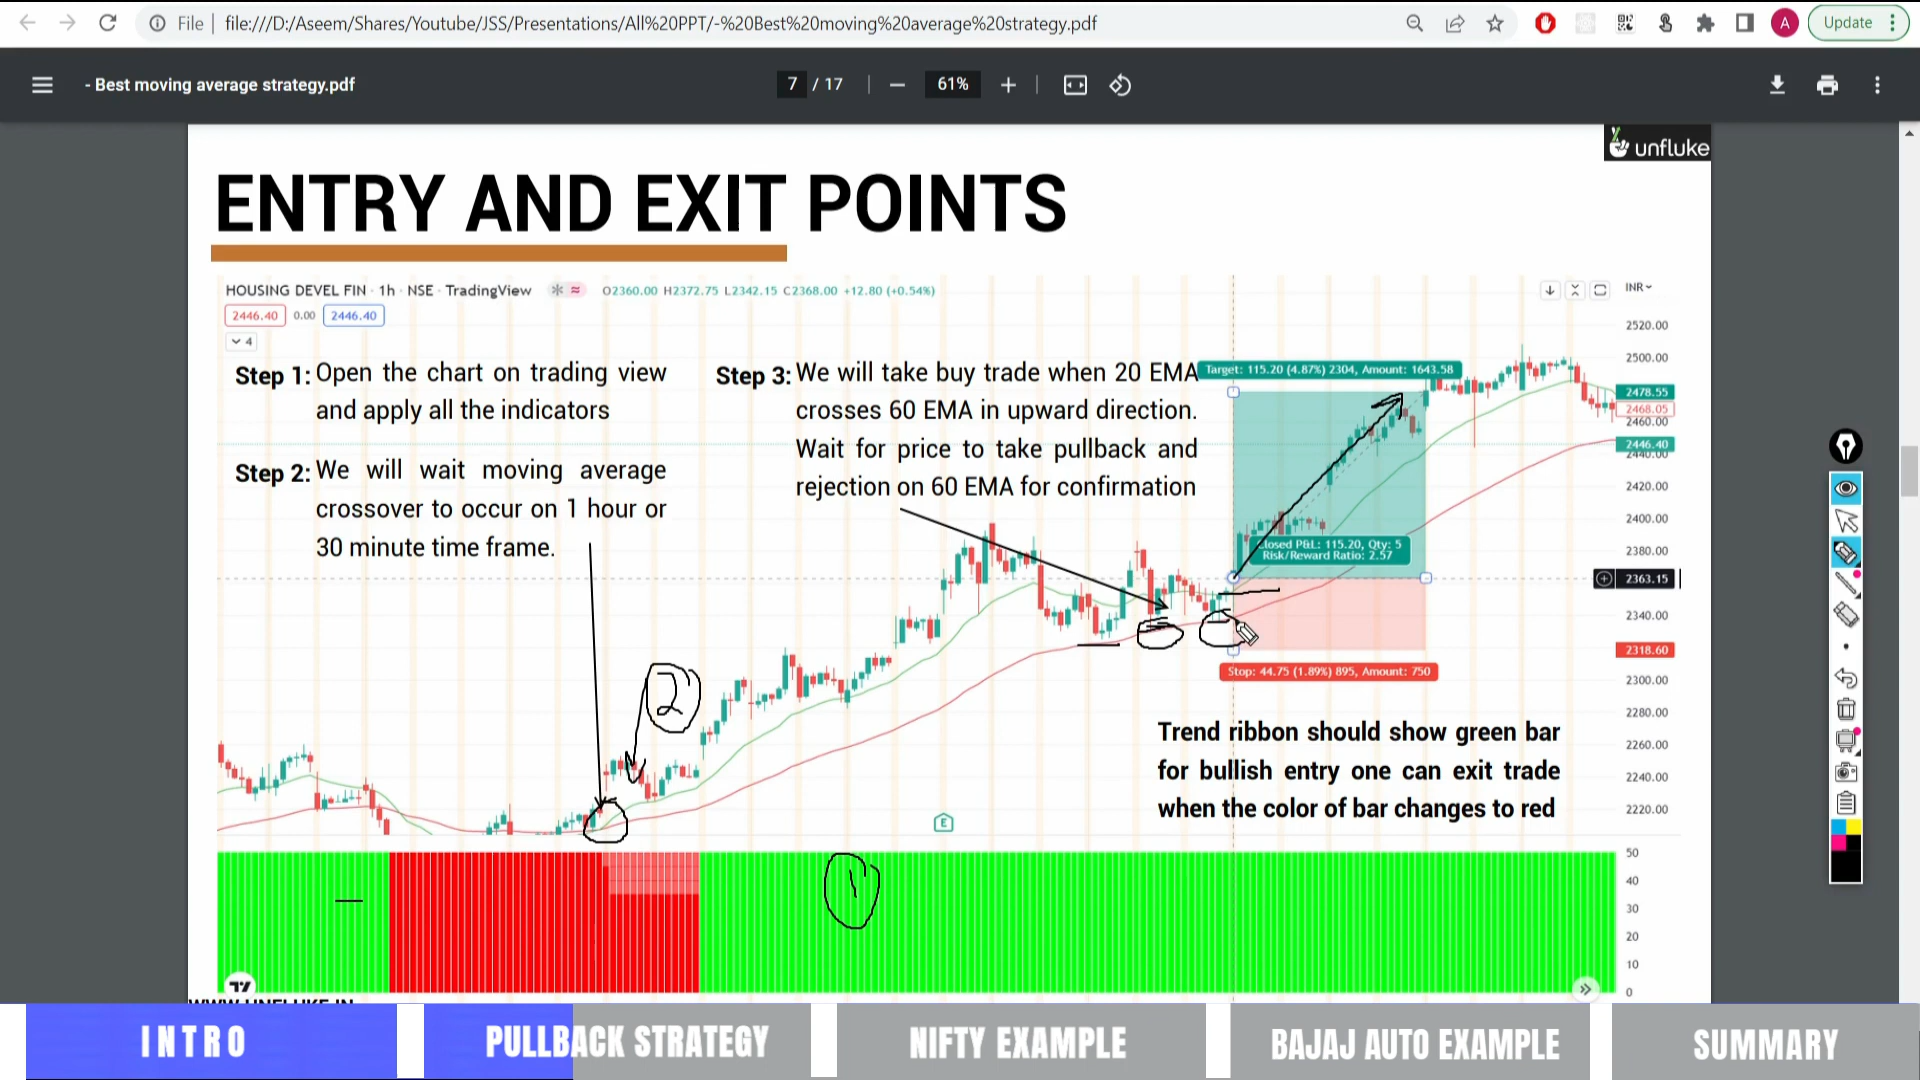 File
file:///D:/Aseem/Shares/Youtube/JSS/Presentations/All%20PPT/-%20Best%20moving%20average%20strategy.pdf
A
Update
- Best moving average strategy.pdf
7 / 17
61%
unfluke
ENTRY AND EXIT POINTS
HOUSING DEVEL FIN · 1h · NSE · TradingView
O2360.00 H2372.75 L2342.15 C2368.00 +12.80 (+0.54%)
INR
2446.40 0.00 2446.40
4
Step 1: Open the chart on trading view
and apply all the indicators
Step 2: We will wait moving average
crossover to occur on 1 hour or
30 minute time frame.
Step 3: We will take buy trade when 20 EMA
crosses 60 EMA in upward direction.
Wait for price to take pullback and
rejection on 60 EMA for confirmation
Target: 115.20 (4.87%) 2304, Amount: 1643.58
Closed P&L: 115.20, Qty: 5
Risk/Reward Ratio: 2.57
Stop: 44.75 (1.89%) 895, Amount: 750
2
1
E
Trend ribbon should show green bar
for bullish entry one can exit trade
when the color of bar changes to red
2520.00
2500.00
2478.55
2468.05
2460.00
2446.40
2440.00
2420.00
2400.00
2380.00
2363.15
2340.00
2318.60
2300.00
2280.00
2260.00
2240.00
2220.00
50
40
30
20
10
0
WWW.UNFLUKE.IN
INTRO
PULLBACK STRATEGY
NIFTY EXAMPLE
BAJAJ AUTO EXAMPLE
SUMMARY